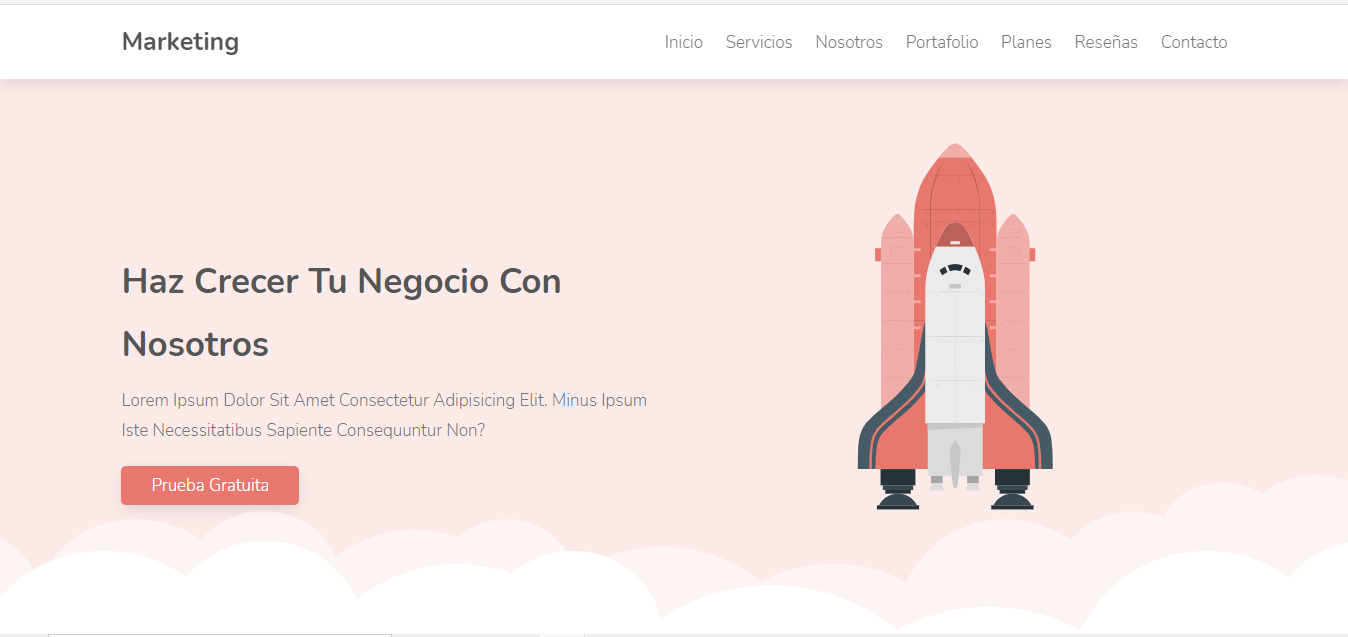 Marketing
Inicio Servicios Nosotros Portafolio Planes Reseñas Contacto
Haz Crecer Tu Negocio Con
Nosotros
Lorem Ipsum Dolor Sit Amet Consectetur Adipisicing Elit. Minus Ipsum
Iste Necessitatibus Sapiente Consequuntur Non?
Prueba Gratuita